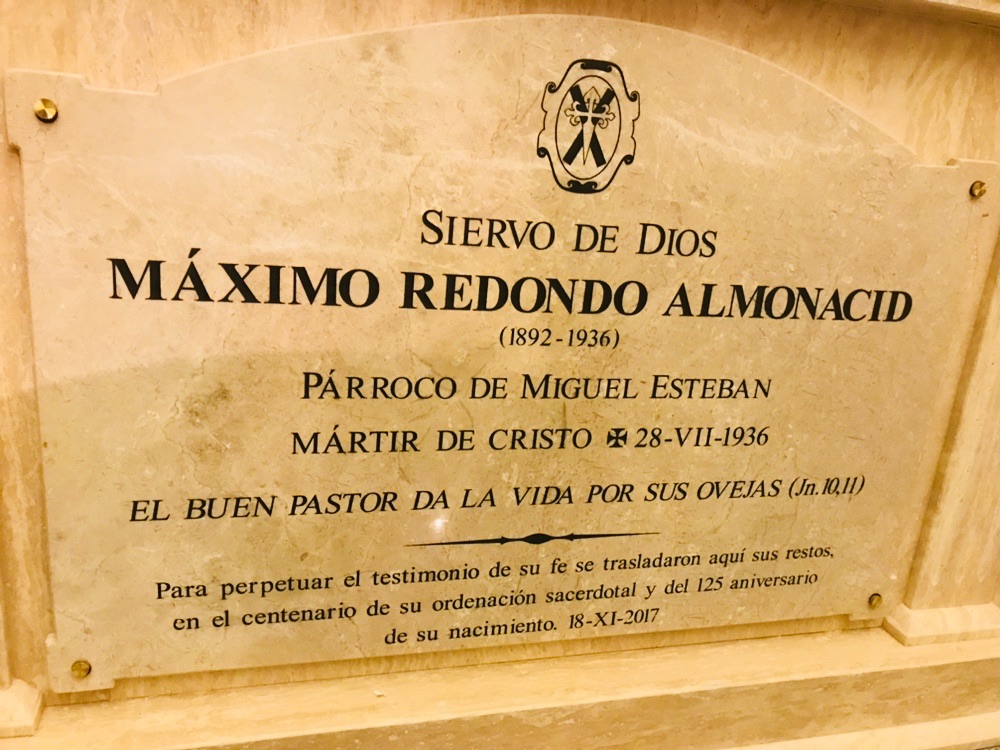 SIERVO DE DIOS
MÁXIMO REDONDO ALMONACID
(1892-1936)
PÁRROCO DE MIGUEL ESTEBAN
MÁRTIR DE CRISTO ✠ 28-VII-1936
EL BUEN PASTOR DA LA VIDA POR SUS OVEJAS (Jn. 10,11)
Para perpetuar el testimonio de su fe se trasladaron aquí sus restos,
en el centenario de su ordenación sacerdotal y del 125 aniversario
de su nacimiento. 18-XI-2017